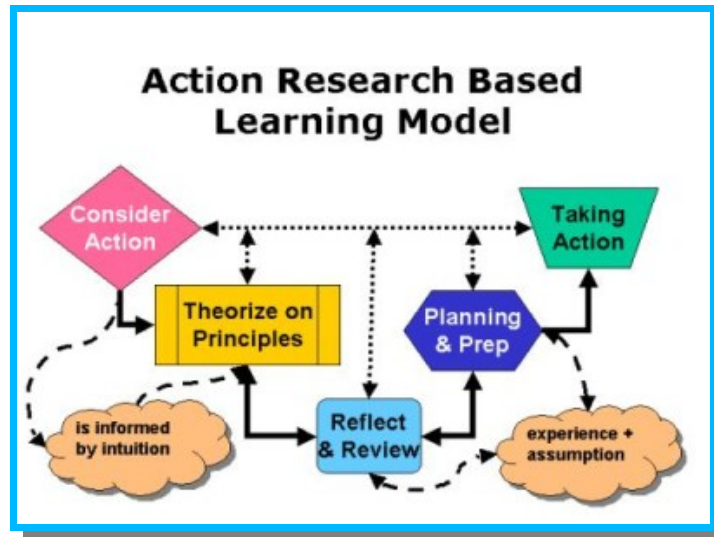 Action Research Based
Learning Model
Consider
Action
Taking
Action
Theorize on
Principles
Planning
& Prep
Reflect
& Review
is informed
by intuition
experience +
assumption